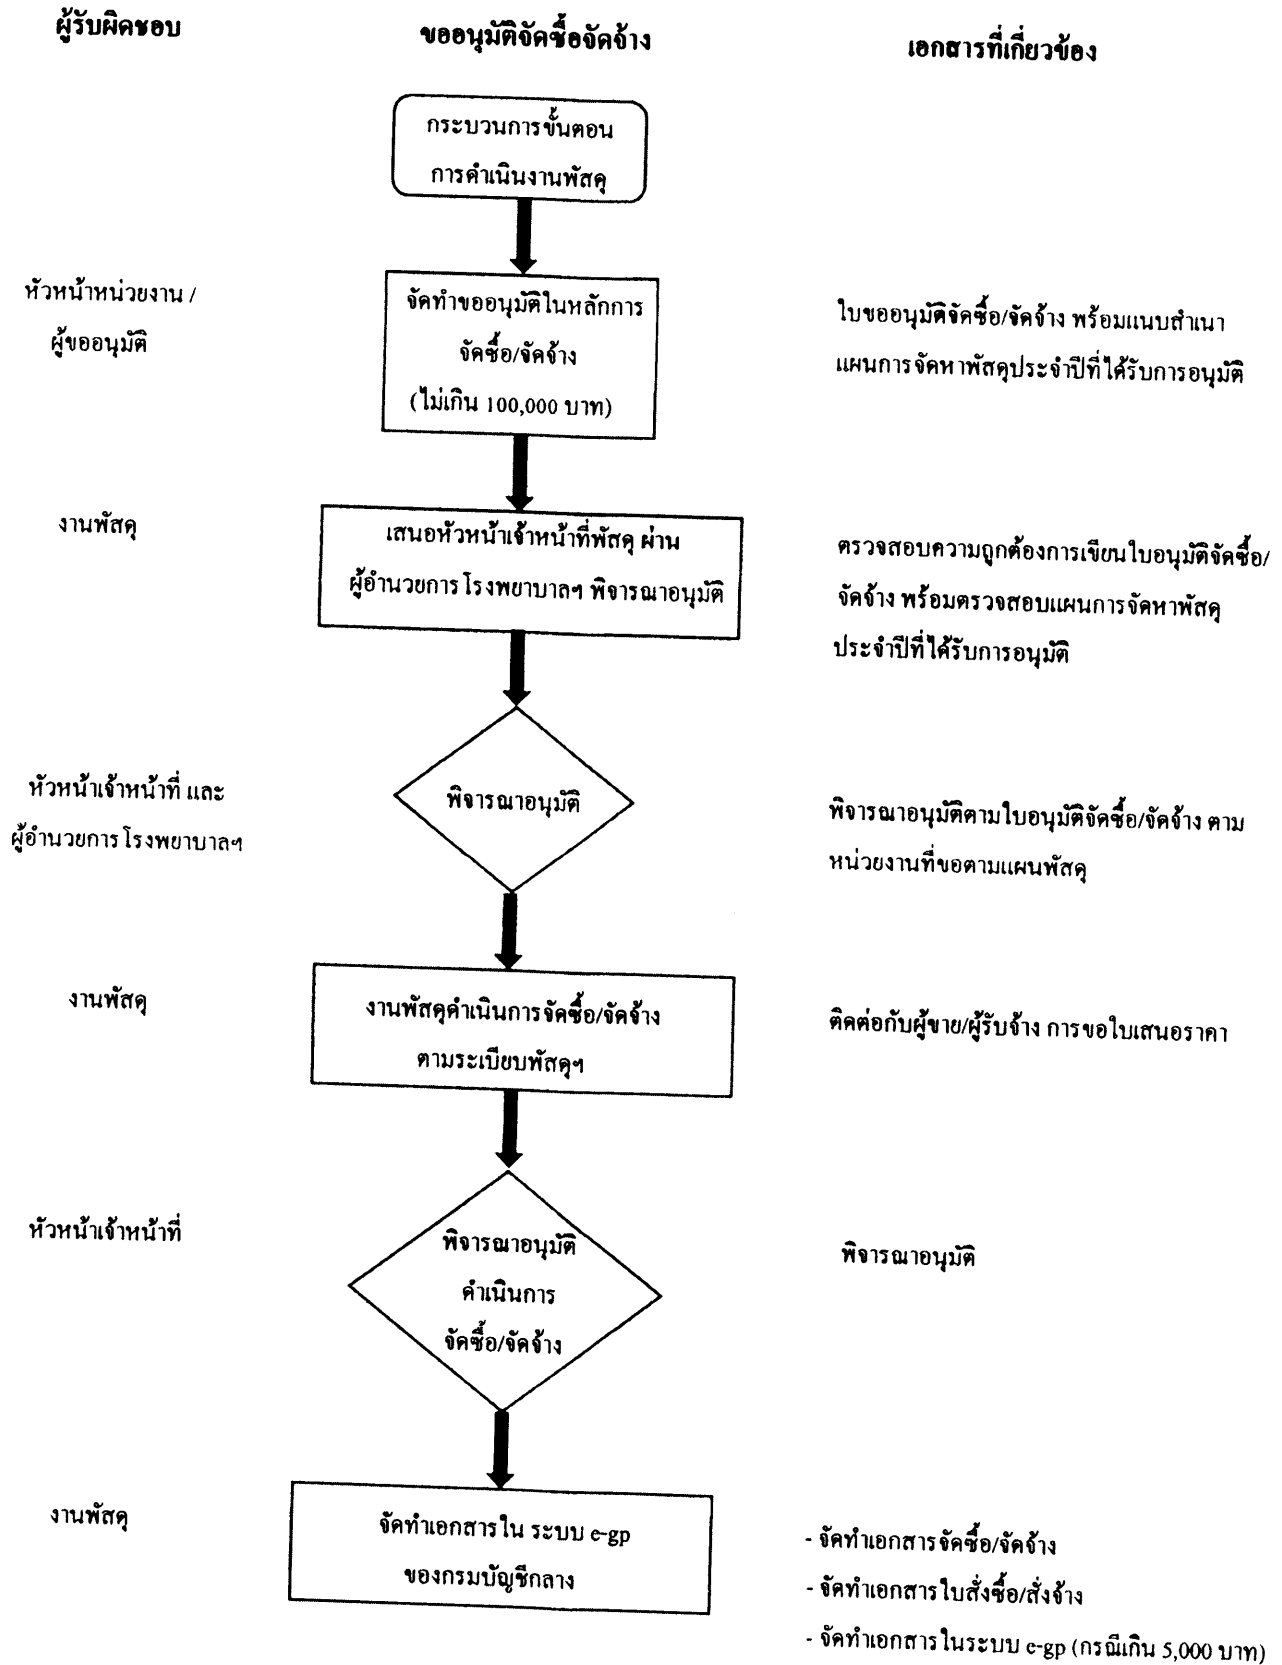 ผู้รับผิดชอบ
ขออนุมัติจัดซื้อจัดจ้าง
เอกสารที่เกี่ยวข้อง
กระบวนการขั้นตอน
การดำเนินงานพัสดุ
หัวหน้าหน่วยงาน /
ผู้ขออนุมัติ
จัดทำขออนุมัติในหลักการ
จัดซื้อ/จัดจ้าง
(ไม่เกิน 100,000 บาท)
ใบขออนุมัติจัดซื้อ/จัดจ้าง พร้อมแนบสำเนา
แผนการจัดหาพัสดุประจำปีที่ได้รับการอนุมัติ
งานพัสดุ
เสนอหัวหน้าเจ้าหน้าที่พัสดุ ผ่าน
ผู้อำนวยการโรงพยาบาลฯ พิจารณาอนุมัติ
ตรวจสอบความถูกต้องการเขียนใบอนุมัติจัดซื้อ/
จัดจ้าง พร้อมตรวจสอบแผนการจัดหาพัสดุ
ประจำปีที่ได้รับการอนุมัติ
หัวหน้าเจ้าหน้าที่ และ
ผู้อำนวยการโรงพยาบาลฯ
พิจารณาอนุมัติ
พิจารณาอนุมัติตามใบอนุมัติจัดซื้อ/จัดจ้าง ตาม
หน่วยงานที่ขอตามแผนพัสดุ
งานพัสดุ
งานพัสดุดำเนินการจัดซื้อ/จัดจ้าง
ตามระเบียบพัสดุฯ
ติดต่อกับผู้ขาย/ผู้รับจ้าง การขอใบเสนอราคา
หัวหน้าเจ้าหน้าที่
พิจารณาอนุมัติ
ดำเนินการ
จัดซื้อ/จัดจ้าง
พิจารณาอนุมัติ
งานพัสดุ
จัดทำเอกสารใน ระบบ e-gp
ของกรมบัญชีกลาง
- จัดทำเอกสารจัดซื้อ/จัดจ้าง
- จัดทำเอกสารใบสั่งซื้อ/สั่งจ้าง
- จัดทำเอกสารในระบบ e-gp (กรณีเกิน 5,000 บาท)